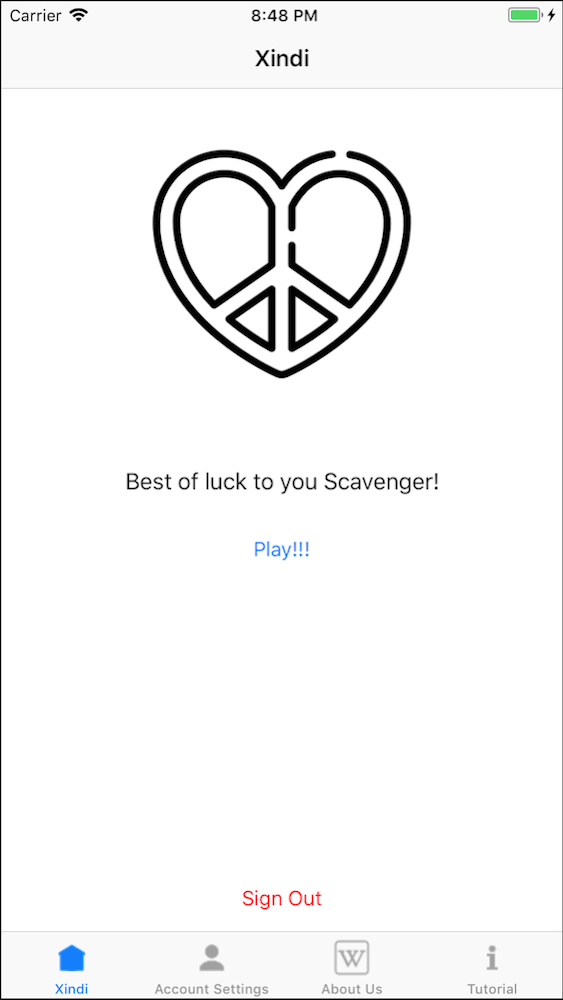 Carrier 8:48 PM
Xindi
Best of luck to you Scavenger!
Play!!!
Sign Out
W
Xindi Account Settings About Us Tutorial